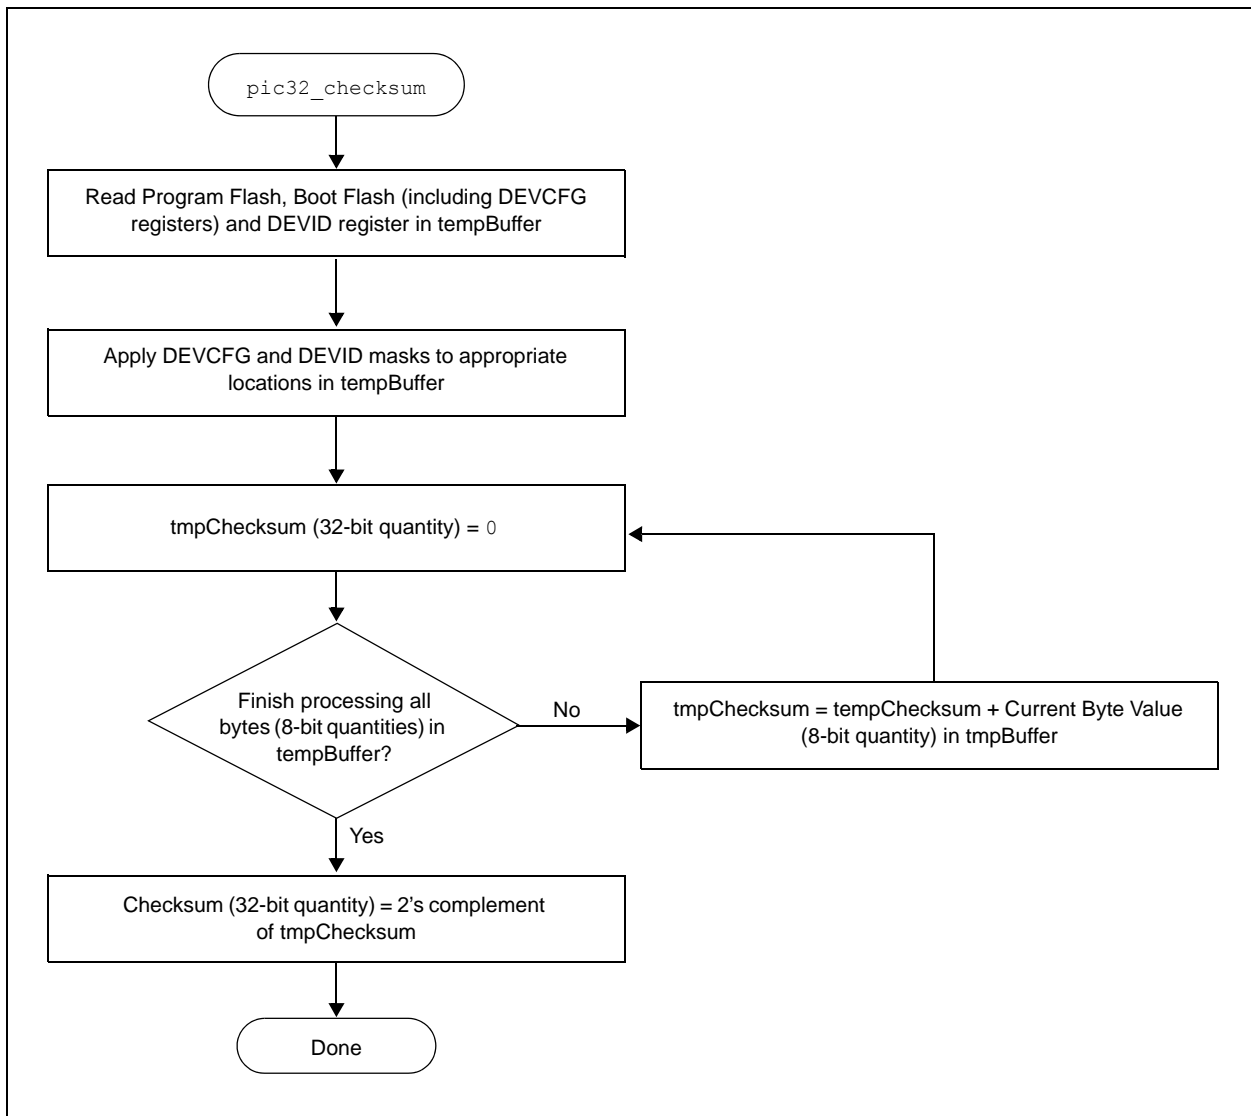 pic32_checksum
Read Program Flash, Boot Flash (including DEVCFG
registers) and DEVID register in tempBuffer
Apply DEVCFG and DEVID masks to appropriate
locations in tempBuffer
tmpChecksum (32-bit quantity) = 0
Finish processing all
bytes (8-bit quantities) in
tempBuffer?
No
tmpChecksum = tempChecksum + Current Byte Value
(8-bit quantity) in tmpBuffer
Yes
Checksum (32-bit quantity) = 2's complement
of tmpChecksum
Done